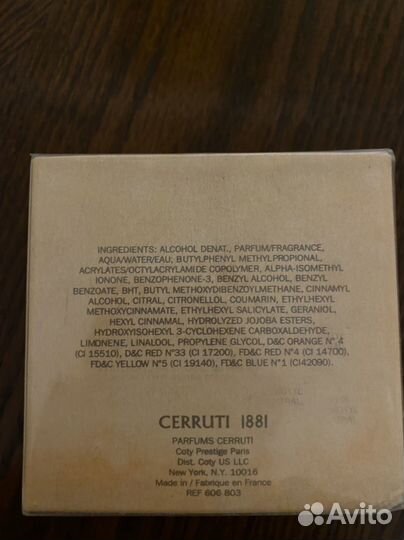 INGREDIENTS: ALCOHOL DENAT., PARFUM/FRAGRANCE,
AQUA/WATER/EAU; BUTYLPHENYL METHYLPROPIONAL,
ACRYLATES/OCTYLACRYLAMIDE COPOLYMER, ALPHA-ISOMETHYL
IONONE, BENZOPHENONE-3, BENZYL ALCOHOL, BENZYL
BENZOATE, BHT, BUTYL METHOXYDIBENZOYLMETHANE, CINNAMYL
ALCOHOL, CITRAL, CITRONELLOL, COUMARIN, ETHYLHEXYL
METHOXYCINNAMATE, ETHYLHEXYL SALICYLATE, GERANIOL,
HEXYL CINNAMAL, HYDROLYZED JOJOBA ESTERS,
HYDROXYISOHEXYL 3-CYCLOHEXENE CARBOXALDEHYDE,
LIMONENE, LINALOOL, PROPYLENE GLYCOL, D&C ORANGE N° 4
(CI 15510), D&C RED N°33 (CI 17200), FD&C RED N°4 (CI 14700),
FD&C YELLOW N°5 (CI 19140), FD&C BLUE N°1 (CI42090).
CERRUTI 1881
PARFUMS CERRUTI
Coty Prestige Paris
Dist. Coty US LLC
New York, N.Y. 10016
Made in / Fabriqué en France
REF 606 803
Avito